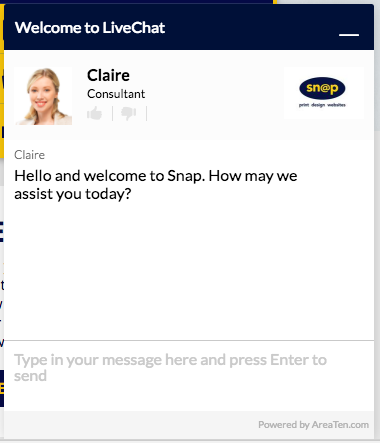 Welcome to LiveChat
Claire
Consultant
sn@p
print design websites
Claire
Hello and welcome to Snap. How may we
assist you today?
Type in your message here and press Enter to
send
Powered by AreaTen.com